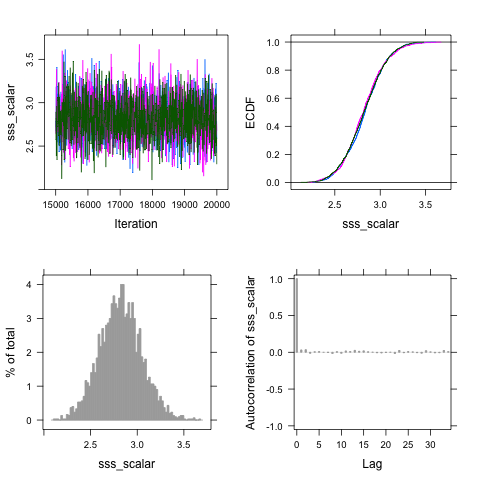 sss_scalar
3.5
3.0
2.5
15000 16000 17000 18000 19000 20000
Iteration
ECDF
1.0
0.8
0.6
0.4
0.2
0.0
2.5 3.0 3.5
sss_scalar
% of total
4
3
2
1
0
2.5 3.0 3.5
sss_scalar
Autocorrelation of sss_scalar
1.0
0.5
0.0
-0.5
-1.0
0 5 10 15 20 25 30
Lag